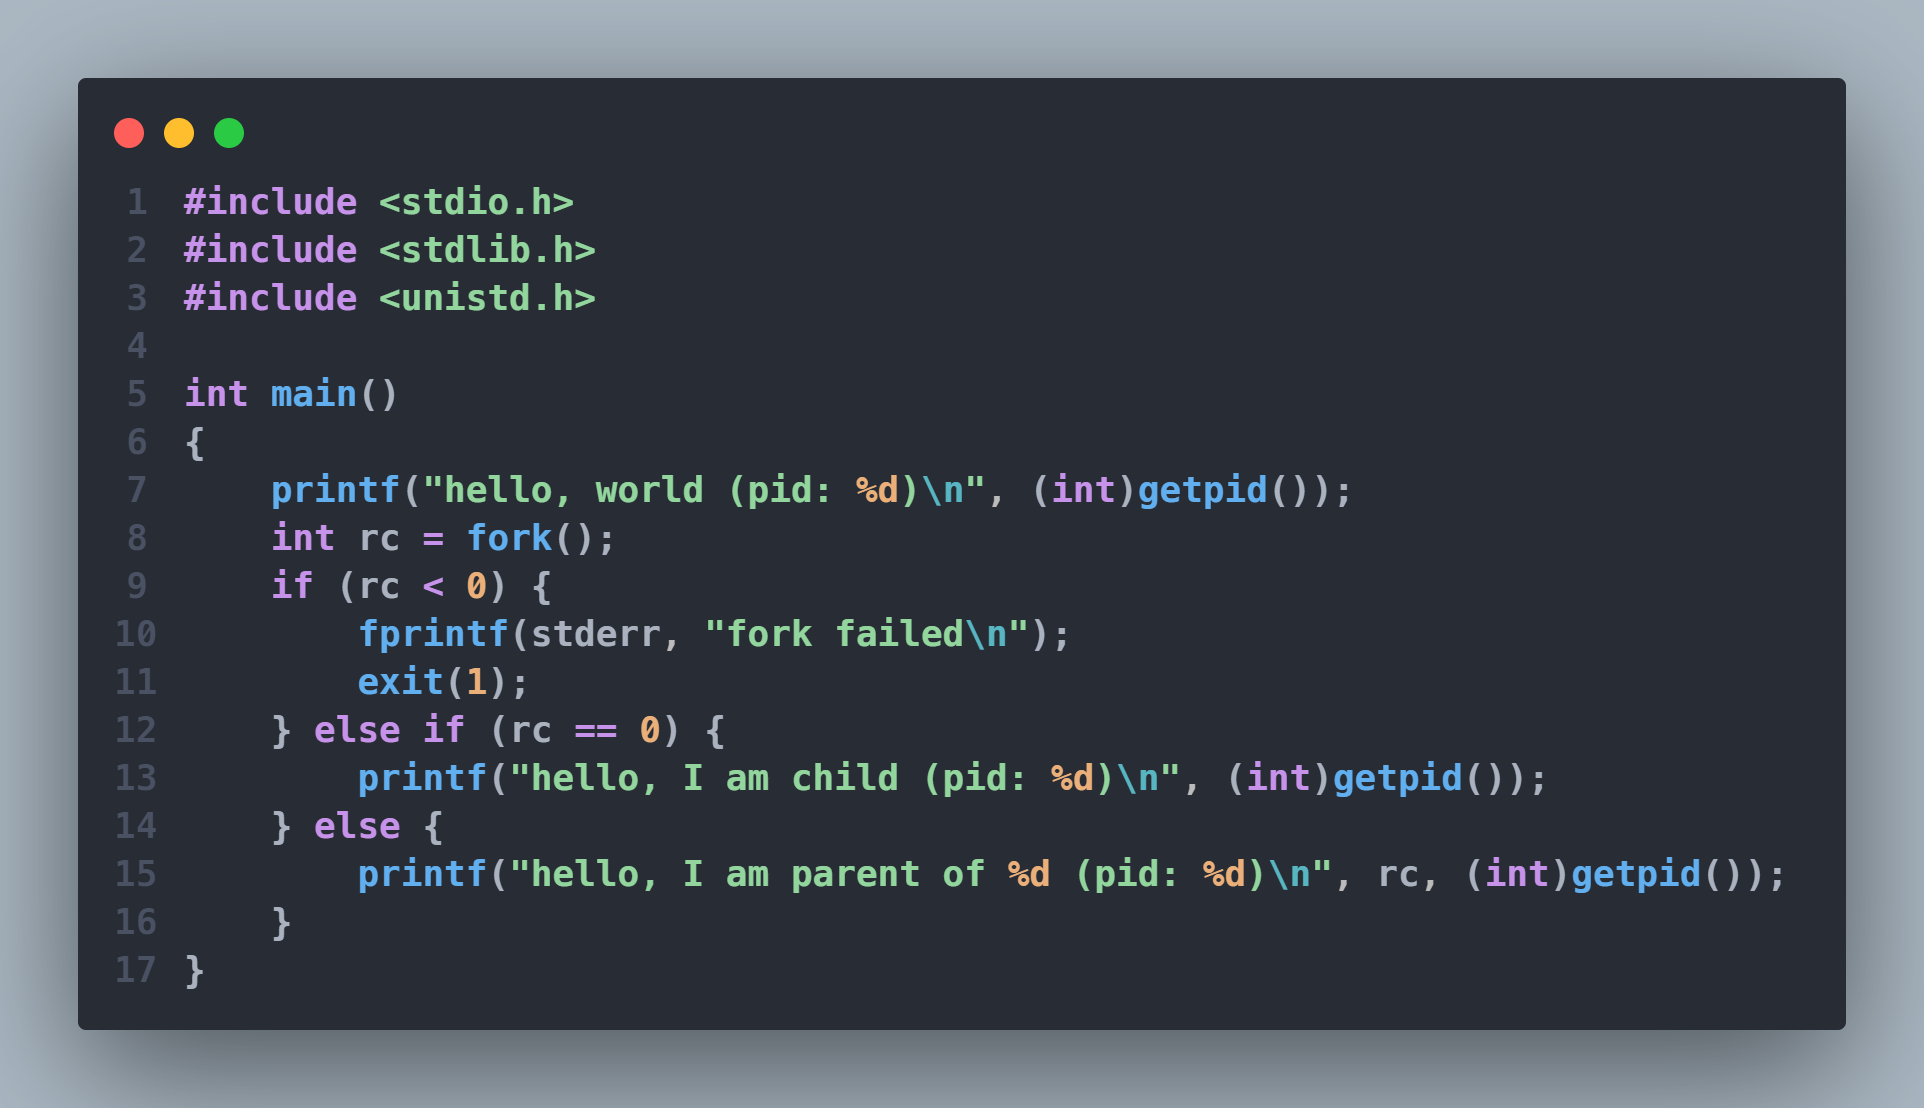 1 #include <stdio.h>
2 #include <stdlib.h>
3 #include <unistd.h>
4
5 int main()
6 {
7     printf("hello, world (pid: %d)\n", (int)getpid());
8     int rc = fork();
9     if (rc < 0) {
10         fprintf(stderr, "fork failed\n");
11         exit(1);
12     } else if (rc == 0) {
13         printf("hello, I am child (pid: %d)\n", (int)getpid());
14     } else {
15         printf("hello, I am parent of %d (pid: %d)\n", rc, (int)getpid());
16     }
17 }